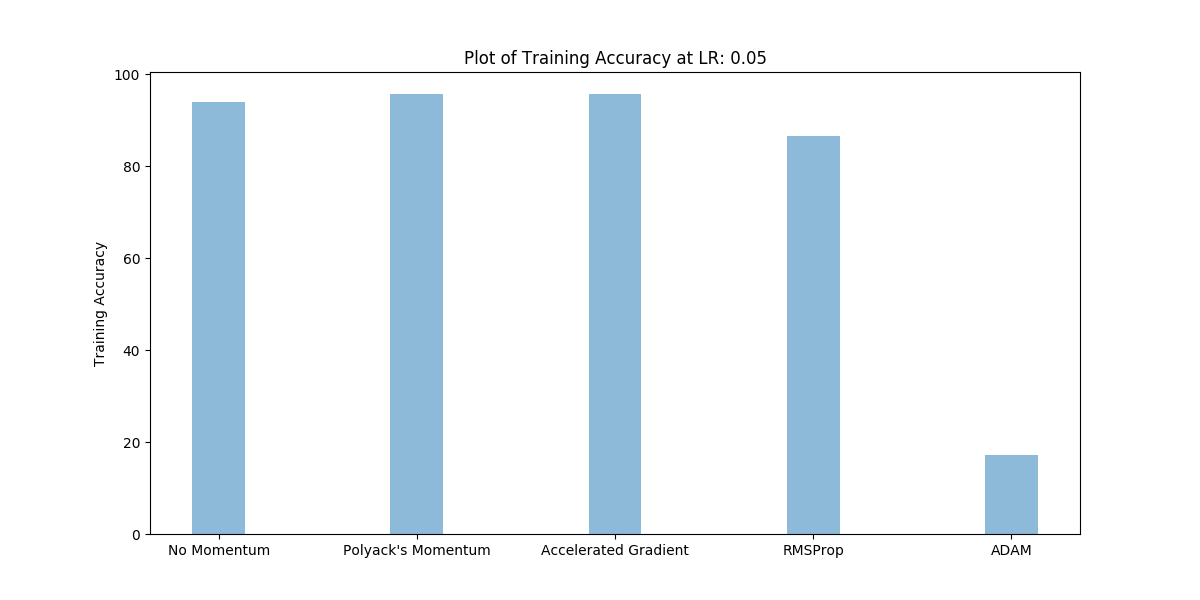 Plot of Training Accuracy at LR: 0.05
100
80
60
40
20
0
Training Accuracy
No Momentum
Polyack's Momentum
Accelerated Gradient
RMSProp
ADAM